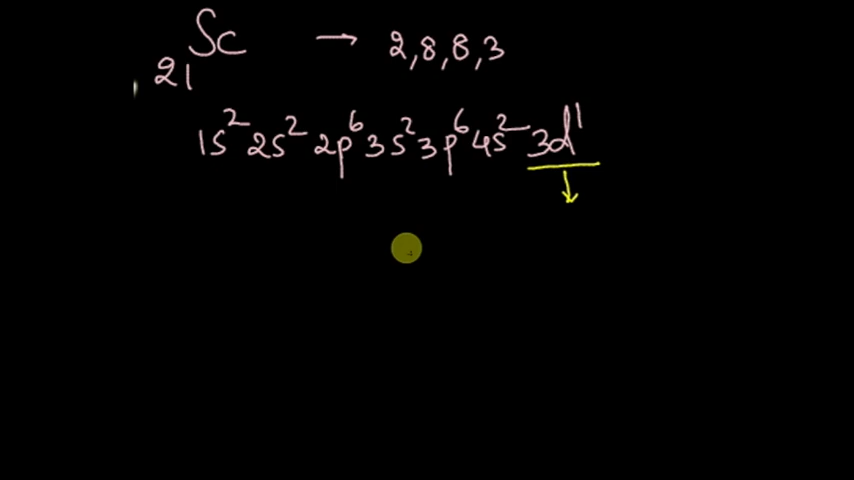 ₂₁Sc → 2,8,8,3
1s² 2s² 2p⁶ 3s² 3p⁶ 4s² 3d¹